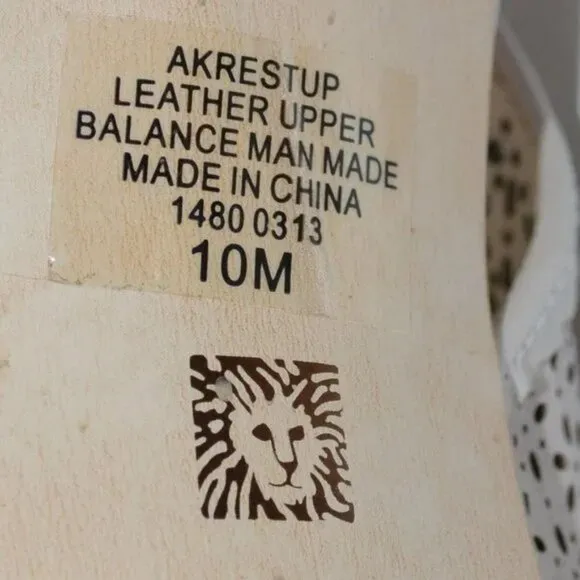 AKRESTUP
LEATHER UPPER
BALANCE MAN MADE
MADE IN CHINA
1480 0313
10M